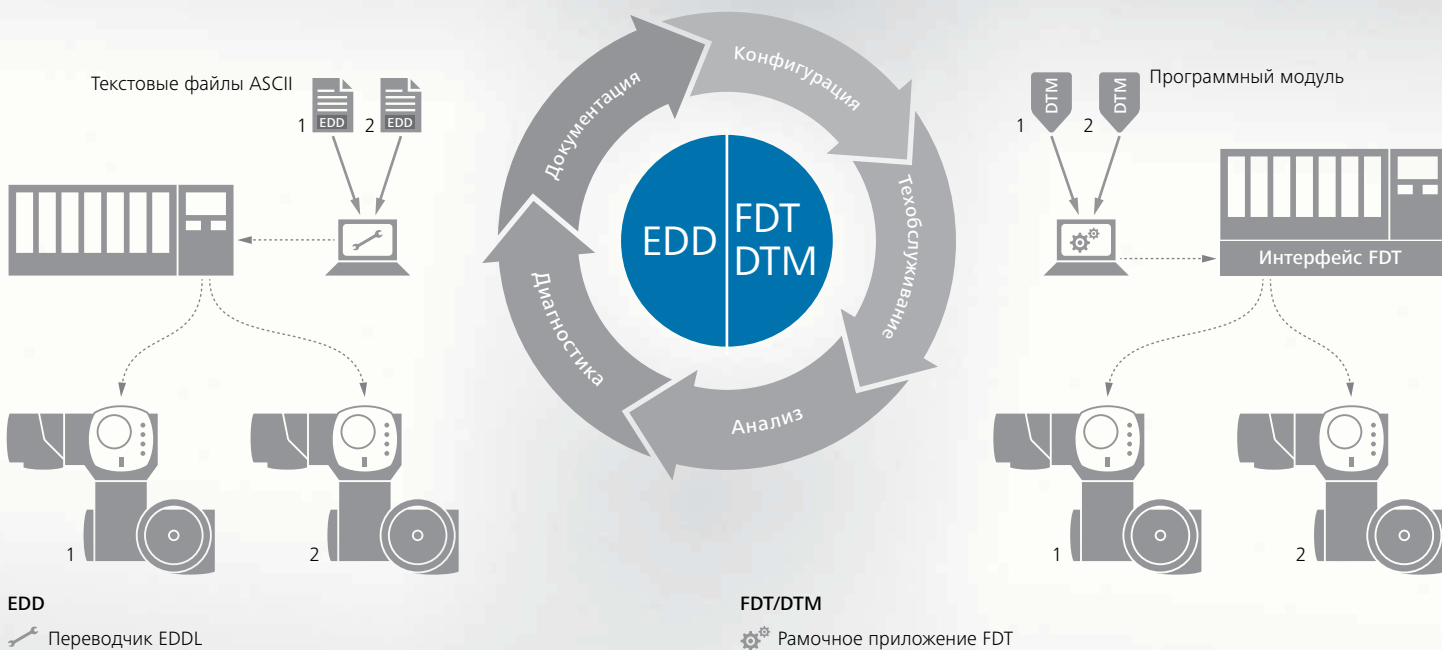 Текстовые файлы ASCII
1
EDD
2
EDD
Документация
Конфигурация
Техобслуживание
Анализ
Диагностика
EDD
FDT
DTM
Программный модуль
1
DTM
2
DTM
Интерфейс FDT
1
2
1
2
EDD
Переводчик EDDL
FDT/DTM
Рамочное приложение FDT